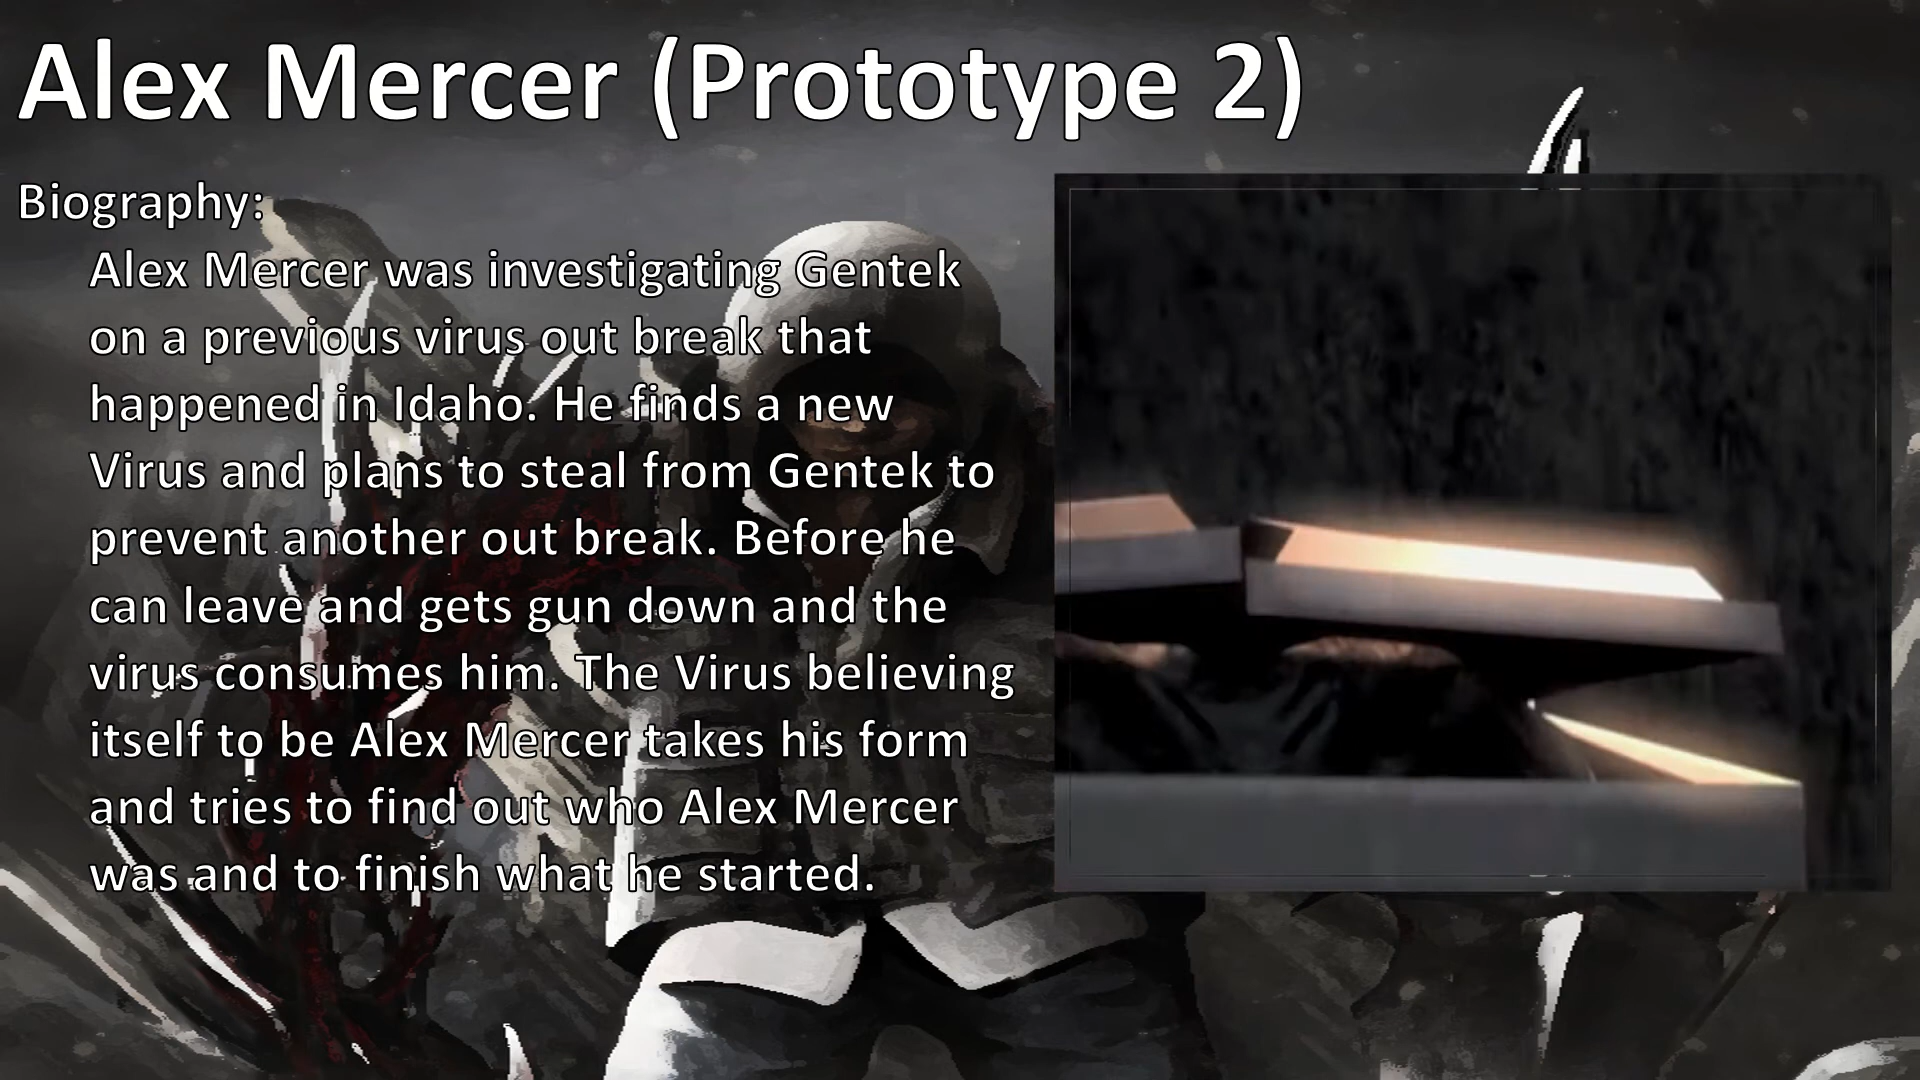 Alex Mercer (Prototype 2)
Biography:
Alex Mercer was investigating Gentek
on a previous virus out break that
happened in Idaho. He finds a new
Virus and plans to steal from Gentek to
prevent another out break. Before he
can leave and gets gun down and the
virus consumes him. The Virus believing
itself to be Alex Mercer takes his form
and tries to find out who Alex Mercer
was and to finish what he started.